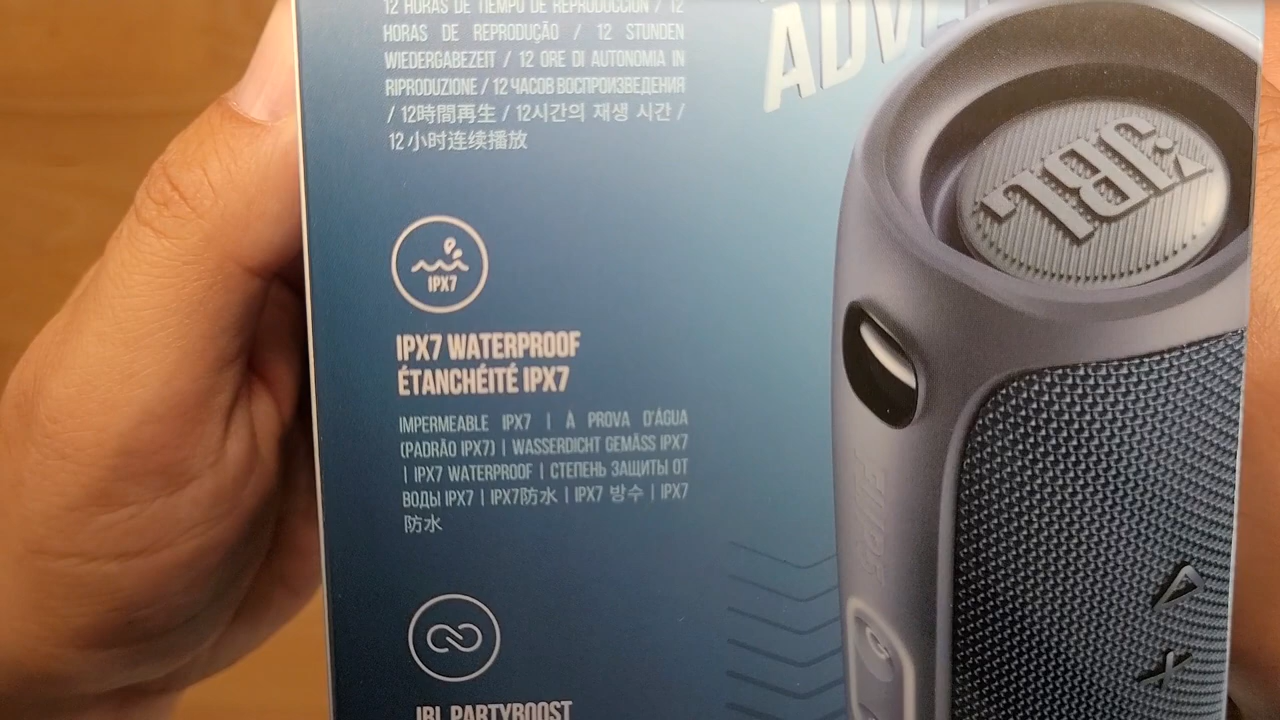 12 HORAS DE TIEMPO DE REPRODUCCIÓN / 12
HORAS DE REPRODUÇÃO / 12 STUNDEN
WIEDERGABEZEIT / 12 ORE DI AUTONOMIA IN
RIPRODUZIONE / 12 ЧАСОВ ВОСПРОИЗВЕДЕНИЯ
/ 12時間再生 / 12시간의 재생 시간 /
12 小时连续播放
IPX7
IPX7 WATERPROOF
ÉTANCHÉITÉ IPX7
IMPERMEABLE IPX7 | À PROVA D'ÁGUA
(PADRÃO IPX7) | WASSERDICHT GEMÄSS IPX7
| IPX7 WATERPROOF | СТЕПЕНЬ ЗАЩИТЫ ОТ
ВОДЫ IPX7 | IPX7防水 | IPX7 방수 | IPX7
防水
JBL PARTYBOOST
JBL